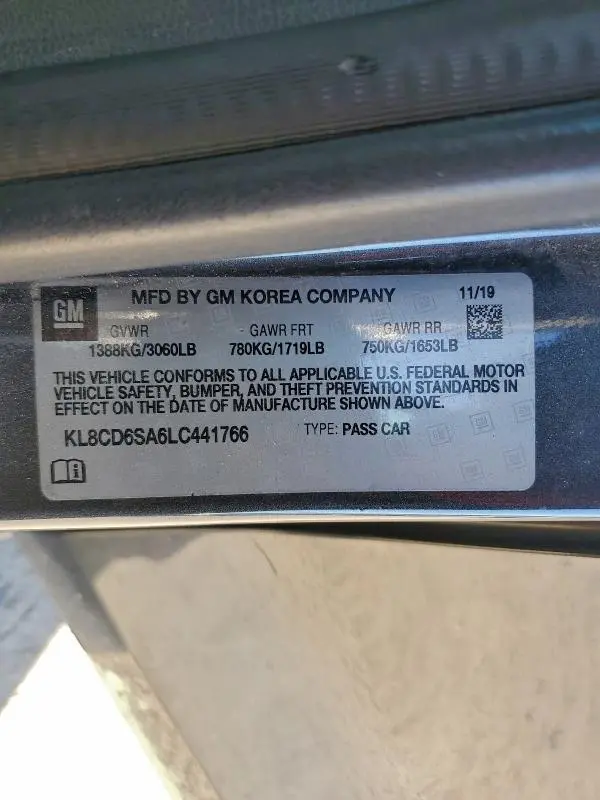 GM
MFD BY GM KOREA COMPANY 11/19
GVWR GAWR FRT GAWR RR
1388KG/3060LB 780KG/1719LB 750KG/1653LB
THIS VEHICLE CONFORMS TO ALL APPLICABLE U.S. FEDERAL MOTOR
VEHICLE SAFETY, BUMPER, AND THEFT PREVENTION STANDARDS IN
EFFECT ON THE DATE OF MANUFACTURE SHOWN ABOVE.
KL8CD6SA6LC441766 TYPE: PASS CAR